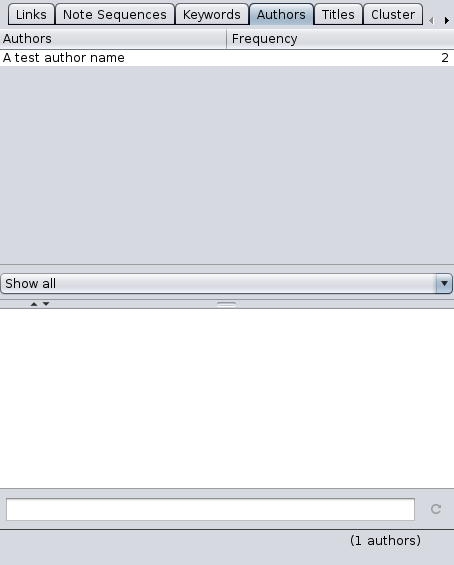 Links Note Sequences Keywords Authors Titles Cluster
Authors Frequency
A test author name 2
Show all
(1 authors)